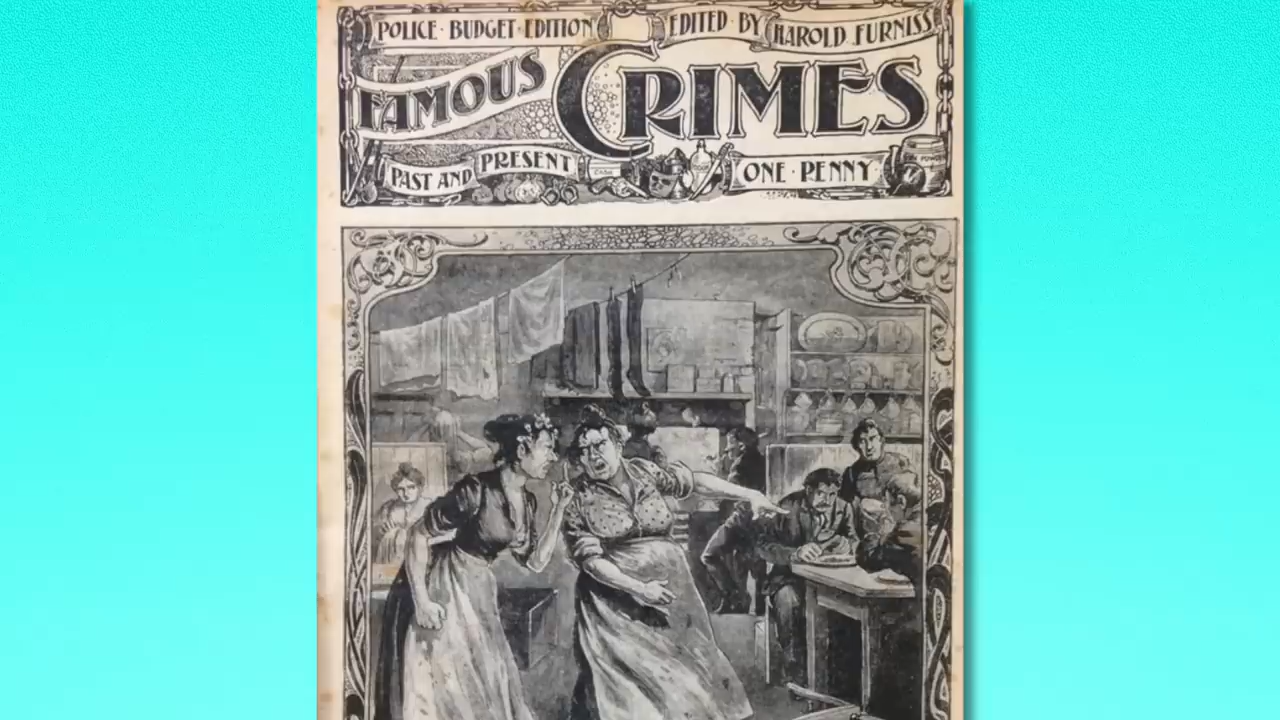 POLICE · BUDGET · EDITION EDITED · BY HAROLD FURNISS
FAMOUS CRIMES
PAST AND PRESENT ONE · PENNY